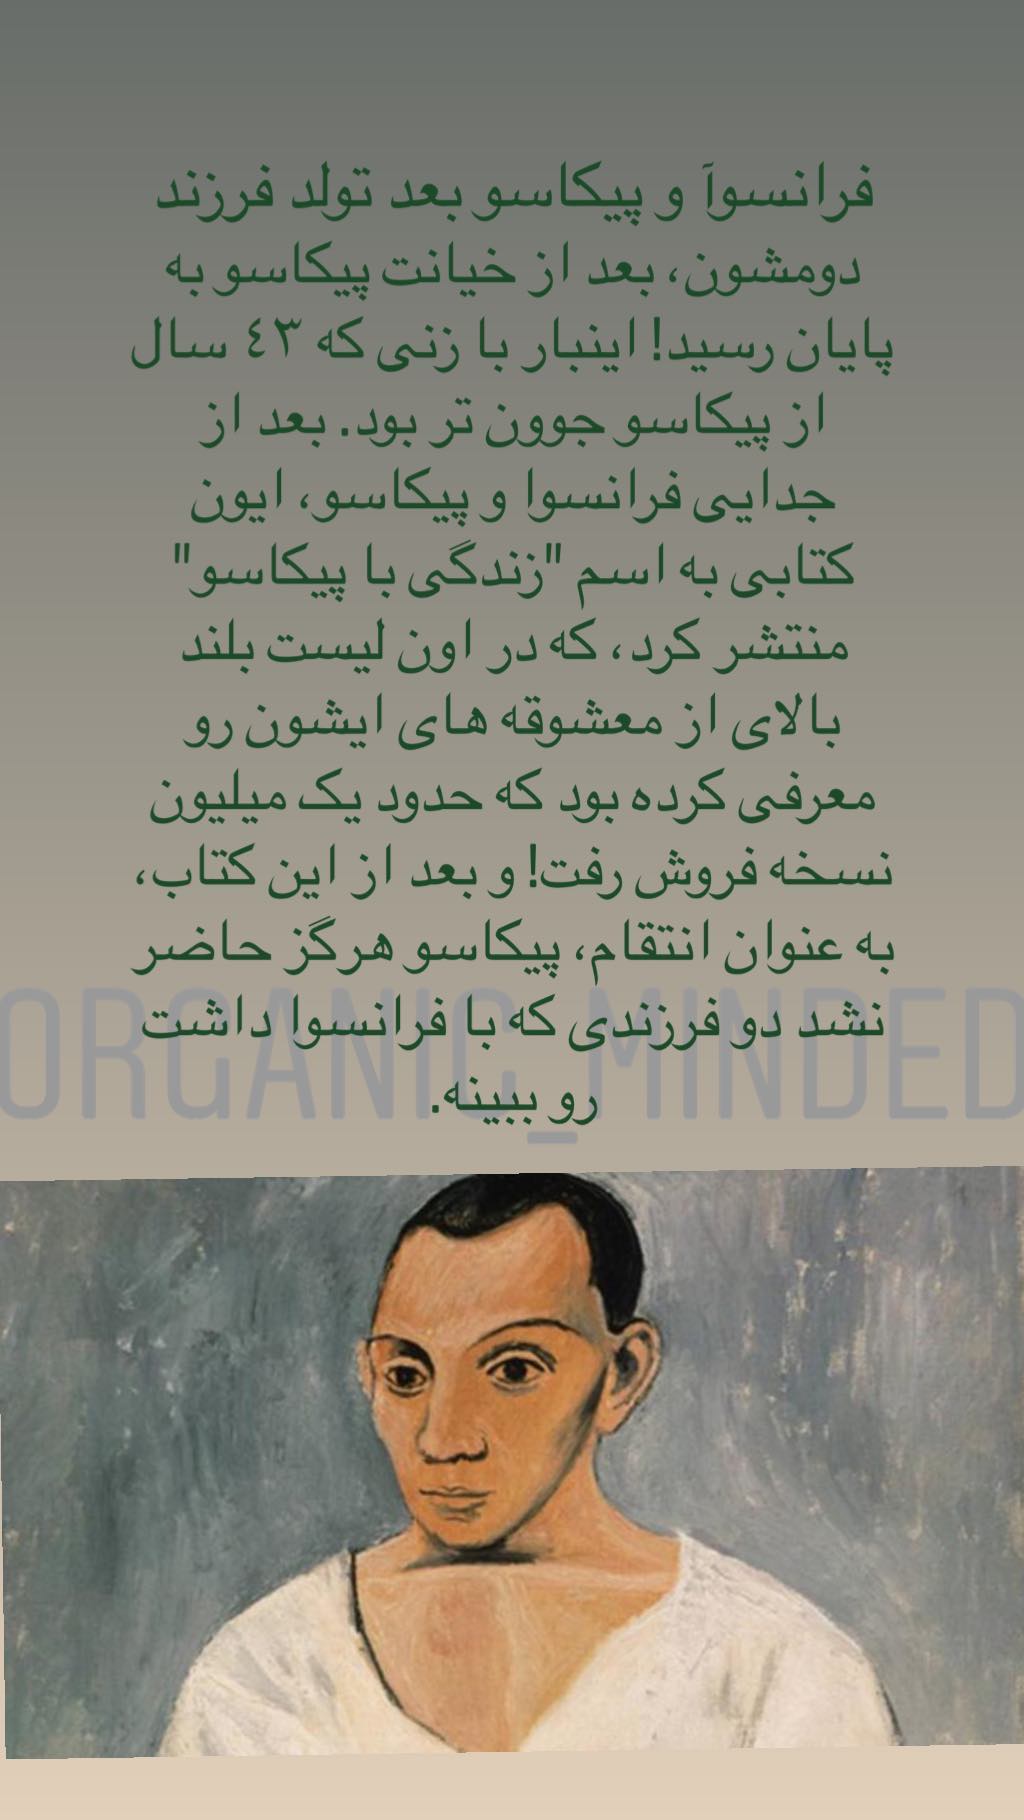 فرانسوآ و پیکاسو بعد تولد فرزند
دومشون، بعد از خیانت پیکاسو به
پایان رسید! اینبار با زنی که ٤٣ سال
از پیکاسو جوون تر بود. بعد از
جدایی فرانسوا و پیکاسو، ایون
کتابی به اسم "زندگی با پیکاسو"
منتشر کرد، که در اون لیست بلند
بالای از معشوقه های ایشون رو
معرفی کرده بود که حدود یک میلیون
نسخه فروش رفت! و بعد از این کتاب،
به عنوان انتقام، پیکاسو هرگز حاضر
نشد دو فرزندی که با فرانسوا داشت
رو ببینه.
ORGANIC_MINDED